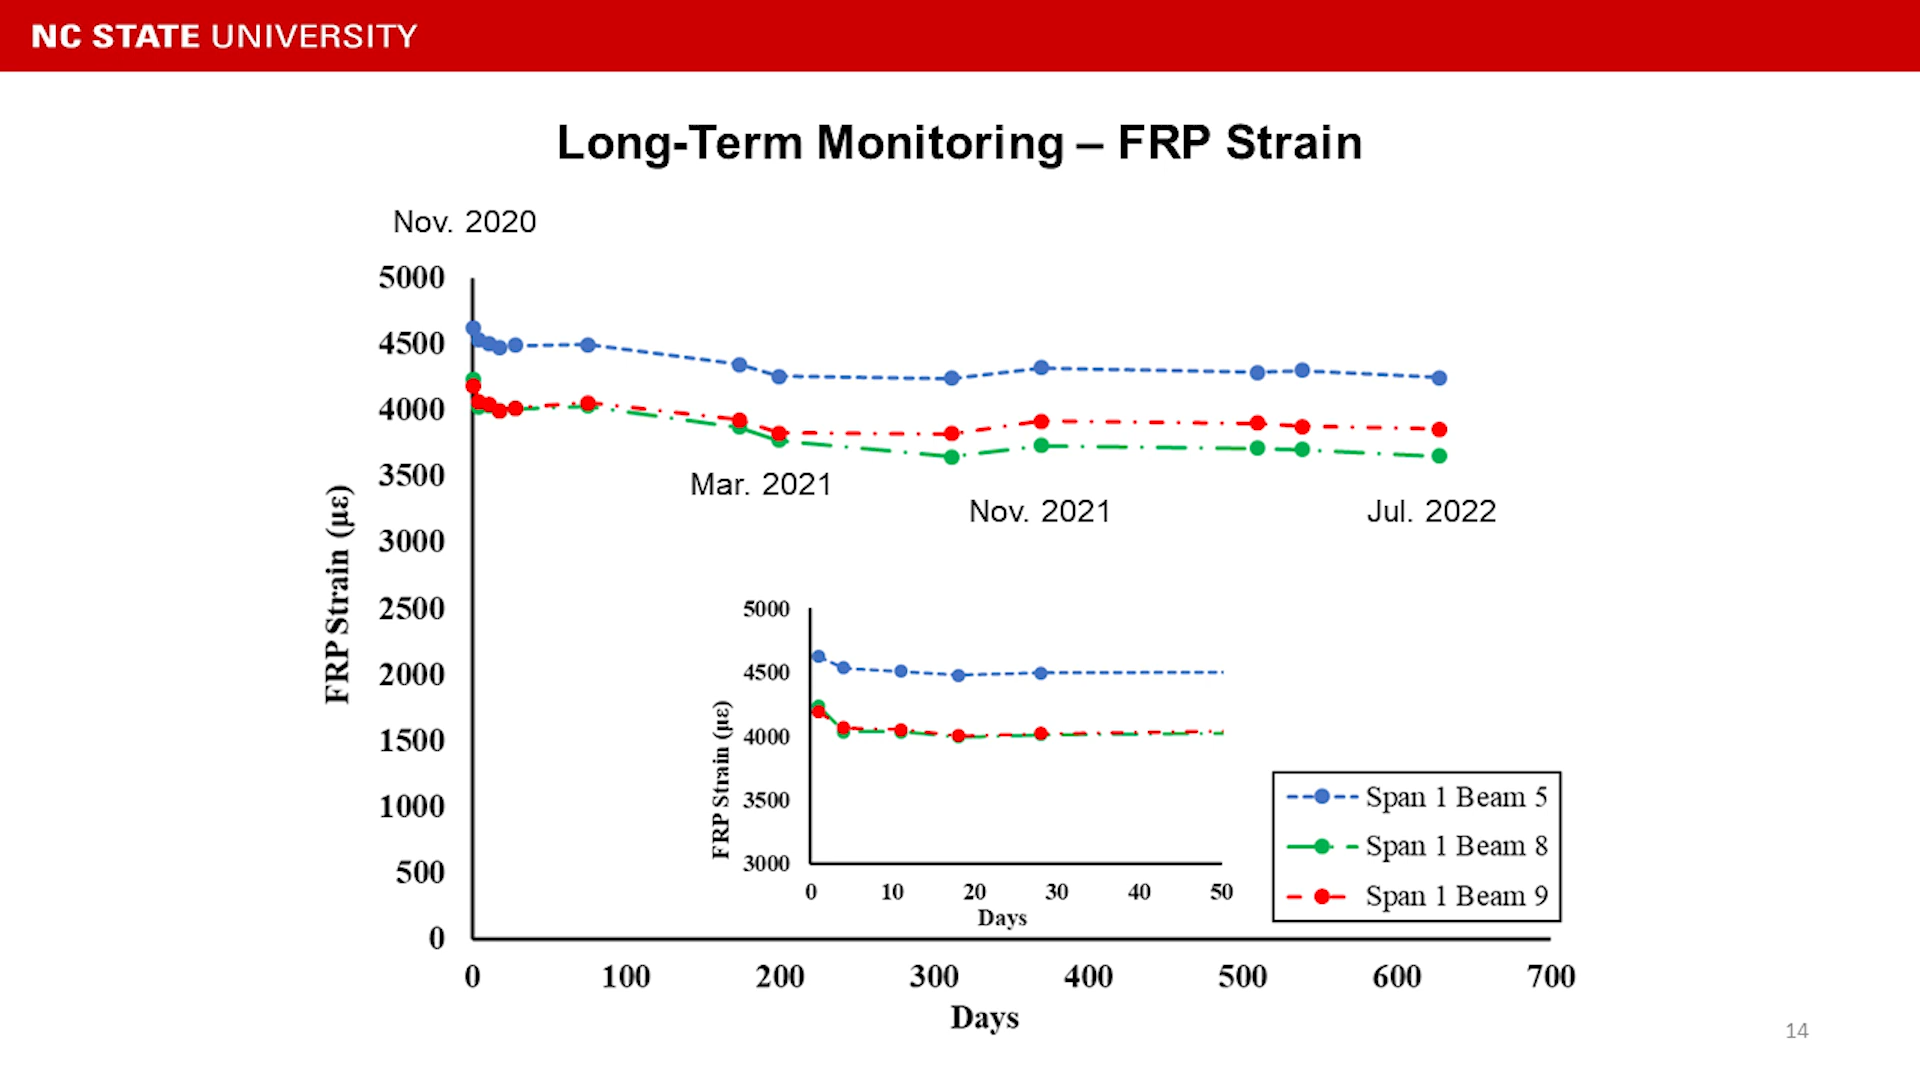 NC STATE UNIVERSITY
Long-Term Monitoring – FRP Strain
Nov. 2020
5000
4500
4000
3500
3000
2500
2000
1500
1000
500
0
FRP Strain (με)
Mar. 2021
Nov. 2021
Jul. 2022
5000
4500
4000
3500
3000
FRP Strain (με)
0 10 20 30 40 50
Days
Span 1 Beam 5
Span 1 Beam 8
Span 1 Beam 9
0 100 200 300 400 500 600 700
Days
14